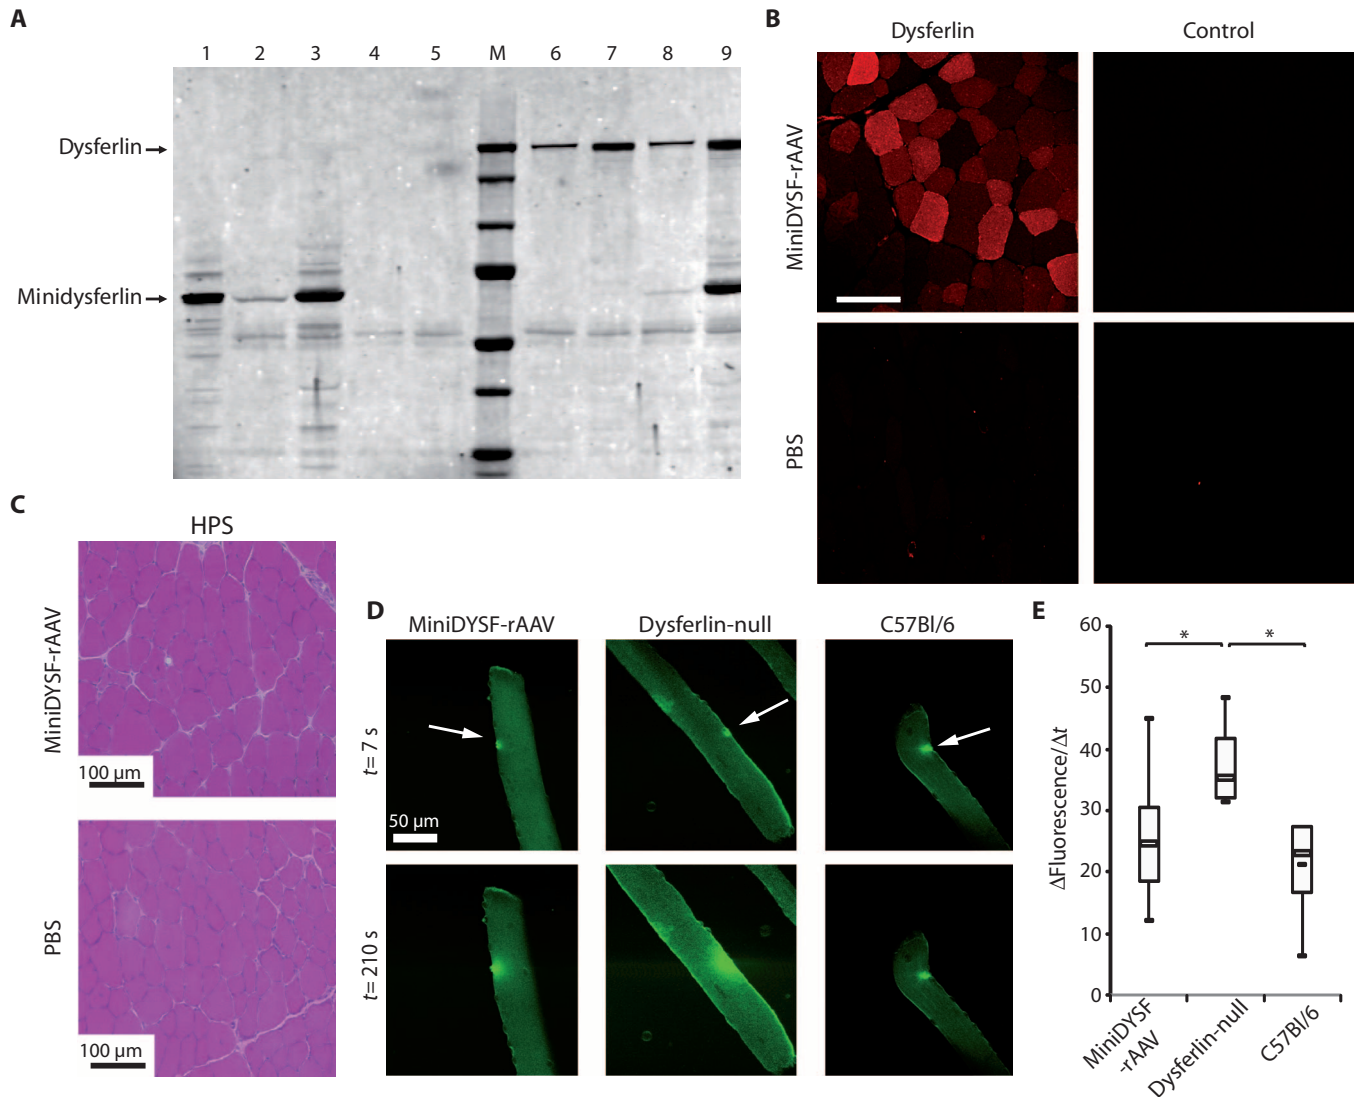 A
1 2 3 4 5 M 6 7 8 9
Dysferlin
Minidysferlin
B
Dysferlin Control
MiniDYSF-rAAV
PBS
C
HPS
MiniDYSF-rAAV
100 µm
PBS
100 µm
D
MiniDYSF-rAAV Dysferlin-null C57Bl/6
t= 7 s
50 µm
t= 210 s
E
ΔFluorescence/Δt
60
50
40
30
20
10
0
* *
MiniDYSF
-rAAV
Dysferlin-null
C57Bl/6